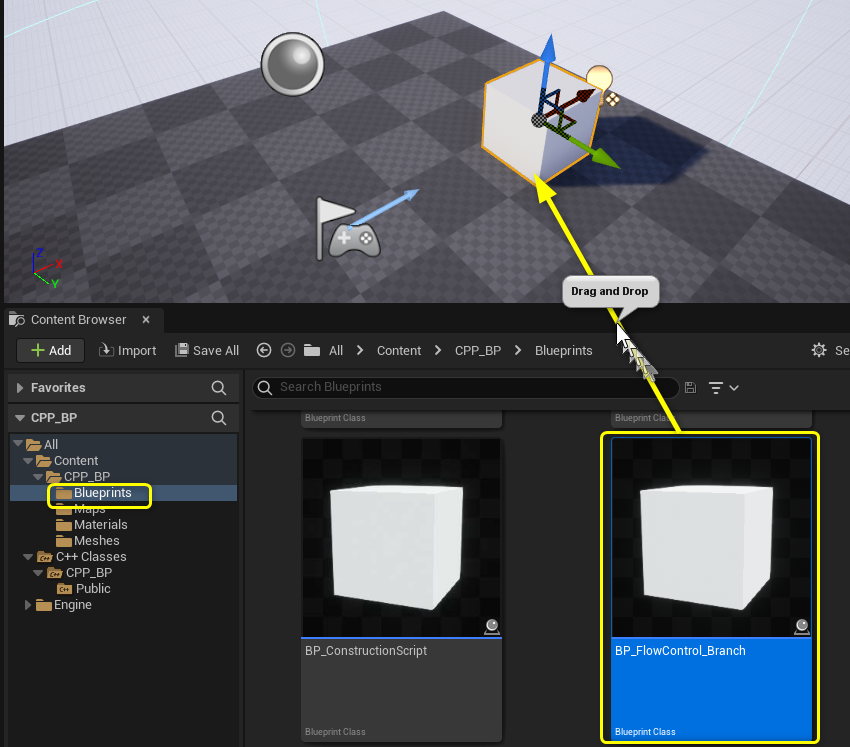 Drag and Drop
Z
X
Y
Content Browser
Add
Import
Save All
All
Content
CPP_BP
Blueprints
Se
Favorites
Search Blueprints
CPP_BP
Blueprint Class
Blueprint Class
All
Content
CPP_BP
Blueprints
Maps
Materials
Meshes
C++ Classes
CPP_BP
Public
Engine
BP_ConstructionScript
Blueprint Class
BP_FlowControl_Branch
Blueprint Class